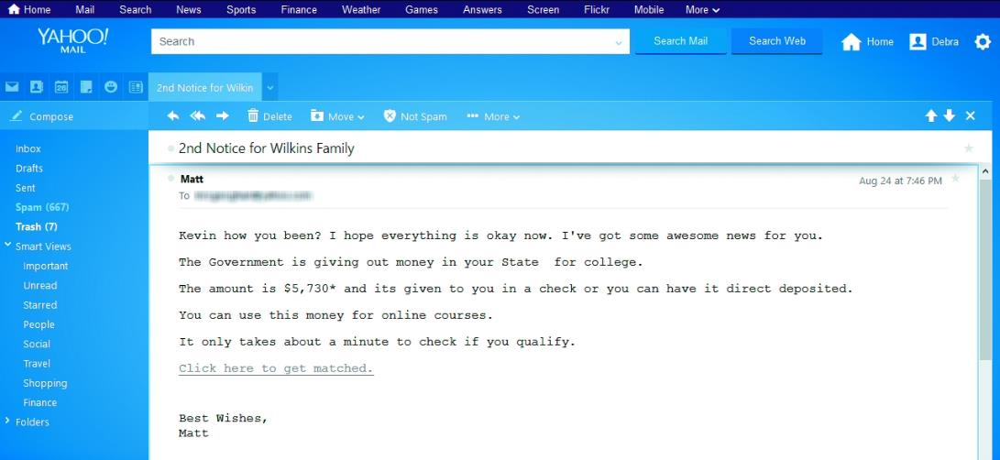 Home Mail Search News Sports Finance Weather Games Answers Screen Flickr Mobile More
YAHOO!
MAIL
Search
Search Mail
Search Web
Home
Debra
26
2nd Notice for Wilkin
Compose
Delete
Move
Not Spam
More
Inbox
Drafts
Sent
Spam (667)
Trash (7)
Smart Views
Important
Unread
Starred
People
Social
Travel
Shopping
Finance
Folders
2nd Notice for Wilkins Family
Matt
Aug 24 at 7:46 PM
To
Kevin how you been? I hope everything is okay now. I've got some awesome news for you.
The Government is giving out money in your State  for college.
The amount is $5,730* and its given to you in a check or you can have it direct deposited.
You can use this money for online courses.
It only takes about a minute to check if you qualify.
Click here to get matched.
Best Wishes,
Matt